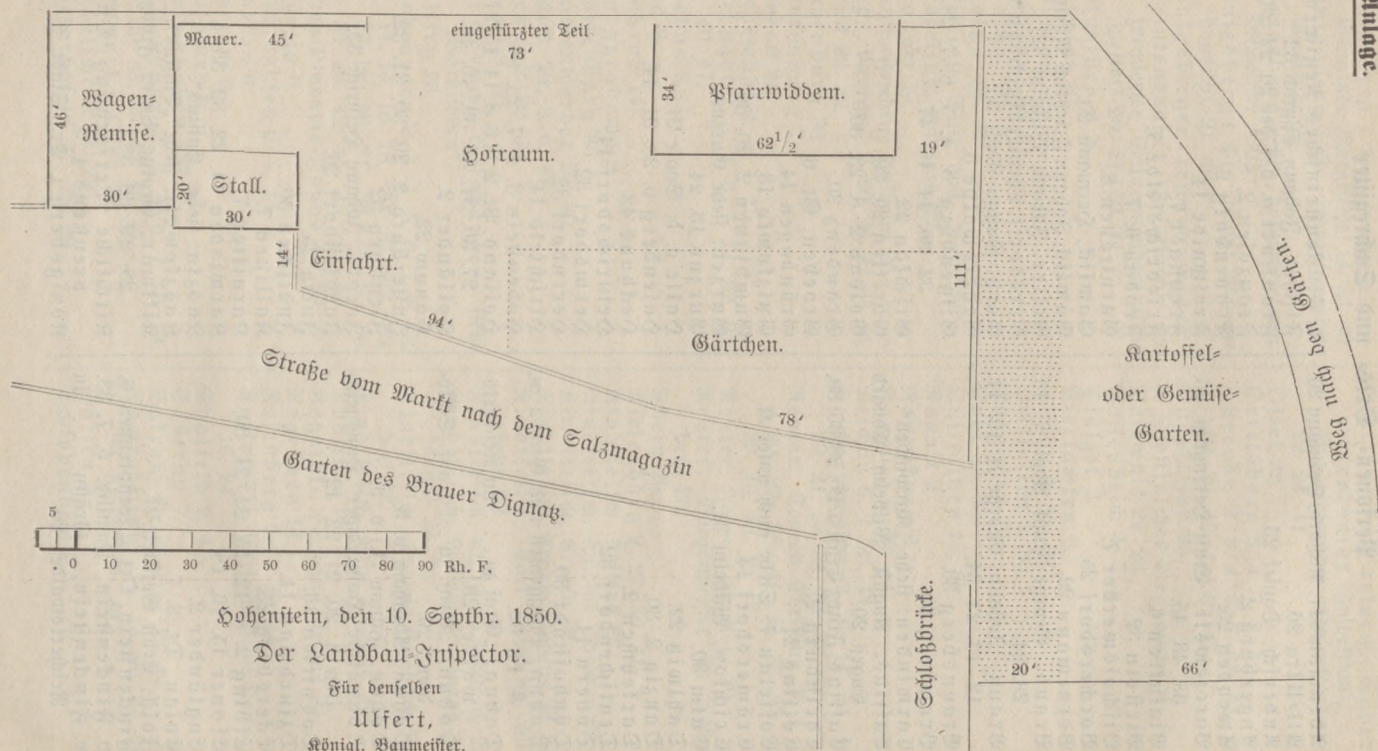 Anlage.
Mauer. 45′
eingestürzter Teil
73′
Wagen=
Remise.
46′
30′
Stall.
20′
30′
Hofraum.
Pfarrwiddem.
34′
62 1/2′
19′
14′
Einfahrt.
94′
78′
111′
Gärtchen.
Straße vom Markt nach dem Salzmagazin
Garten des Brauer Dignatz.
Kartoffel=
oder Gemüse=
Garten.
Weg nach den Gärten.
Schloßbrücke.
20′
66′
5
0 10 20 30 40 50 60 70 80 90 Rh. F.
Hohenstein, den 10. Septbr. 1850.
Der Landbau=Inspector.
Für denselben
Ulfert,
Königl. Baumeister.